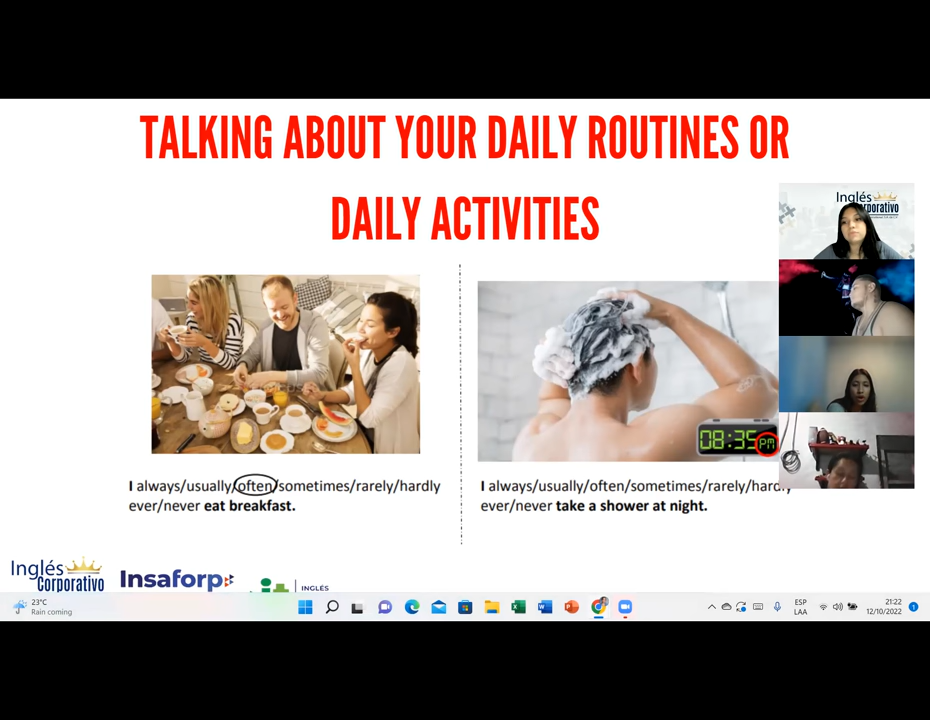 TALKING ABOUT YOUR DAILY ROUTINES OR
DAILY ACTIVITIES
Inglés
Corporativo
08:35 PM
I always/usually/often/sometimes/rarely/hardly
ever/never eat breakfast.
I always/usually/often/sometimes/rarely/hardly
ever/never take a shower at night.
Inglés
Corporativo
Insaforp
INGLÉS
23°C
Rain coming
ESP
LAA
21:22
12/10/2022
1